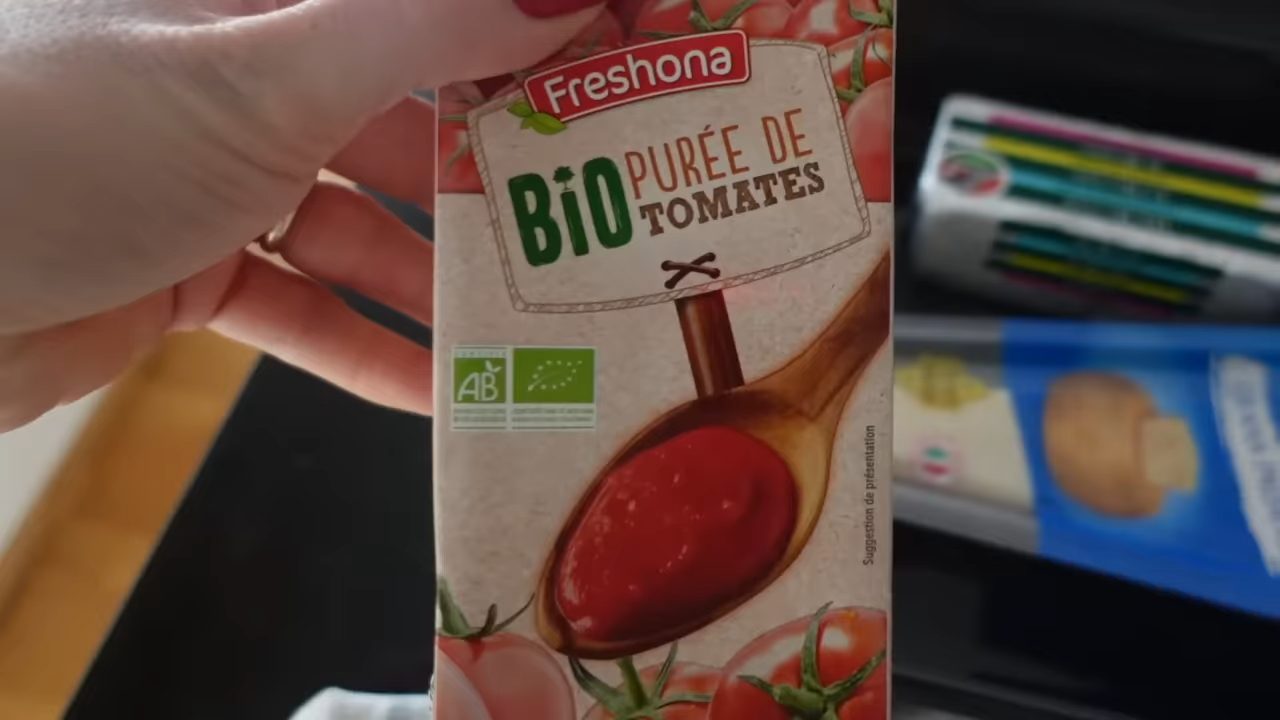 Freshona
BiO
PURÉE DE
TOMATES
AB
Suggestion de présentation